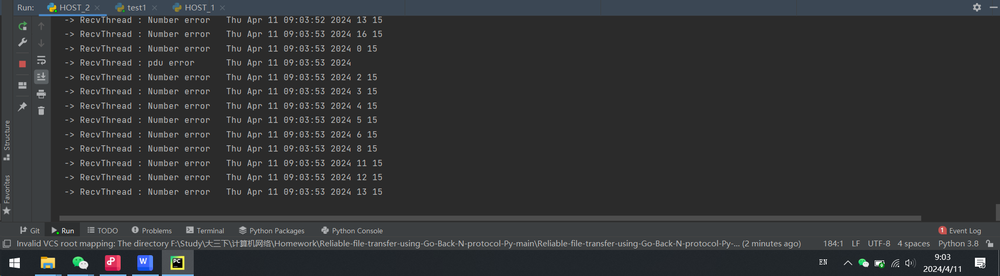 Run: HOST_2 test1 HOST_1
-> RecvThread : Number error Thu Apr 11 09:03:52 2024 13 15
-> RecvThread : Number error Thu Apr 11 09:03:53 2024 16 15
-> RecvThread : Number error Thu Apr 11 09:03:53 2024 0 15
-> RecvThread : pdu error Thu Apr 11 09:03:53 2024
-> RecvThread : Number error Thu Apr 11 09:03:53 2024 2 15
-> RecvThread : Number error Thu Apr 11 09:03:53 2024 3 15
-> RecvThread : Number error Thu Apr 11 09:03:53 2024 4 15
-> RecvThread : Number error Thu Apr 11 09:03:53 2024 5 15
-> RecvThread : Number error Thu Apr 11 09:03:53 2024 6 15
-> RecvThread : Number error Thu Apr 11 09:03:53 2024 8 15
-> RecvThread : Number error Thu Apr 11 09:03:53 2024 11 15
-> RecvThread : Number error Thu Apr 11 09:03:53 2024 12 15
-> RecvThread : Number error Thu Apr 11 09:03:53 2024 13 15
Structure
Favorites
Git Run TODO Problems Terminal Python Packages Python Console 1 Event Log
Invalid VCS root mapping: The directory F:\Study\大三下\计算机网络\Homework\Reliable-file-transfer-using-Go-Back-N-protocol-Py-main\Reliable-file-transfer-using-Go-Back-N-protocol-Py-... (2 minutes ago) 184:1 LF UTF-8 4 spaces Python 3.8
W PC EN 9:03
2024/4/11